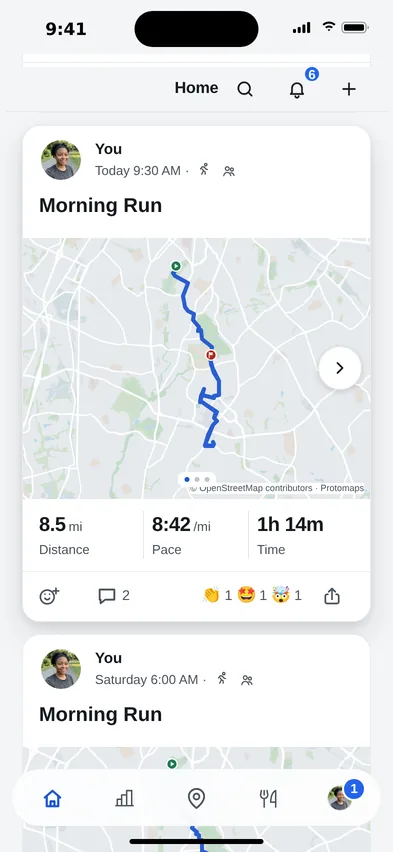 9:41
Home
6
You
Today 9:30 AM ·
Morning Run
© OpenStreetMap contributors · Protomaps
8.5 mi
8:42 /mi
1h 14m
Distance
Pace
Time
2
1
1
1
You
Saturday 6:00 AM ·
Morning Run
1